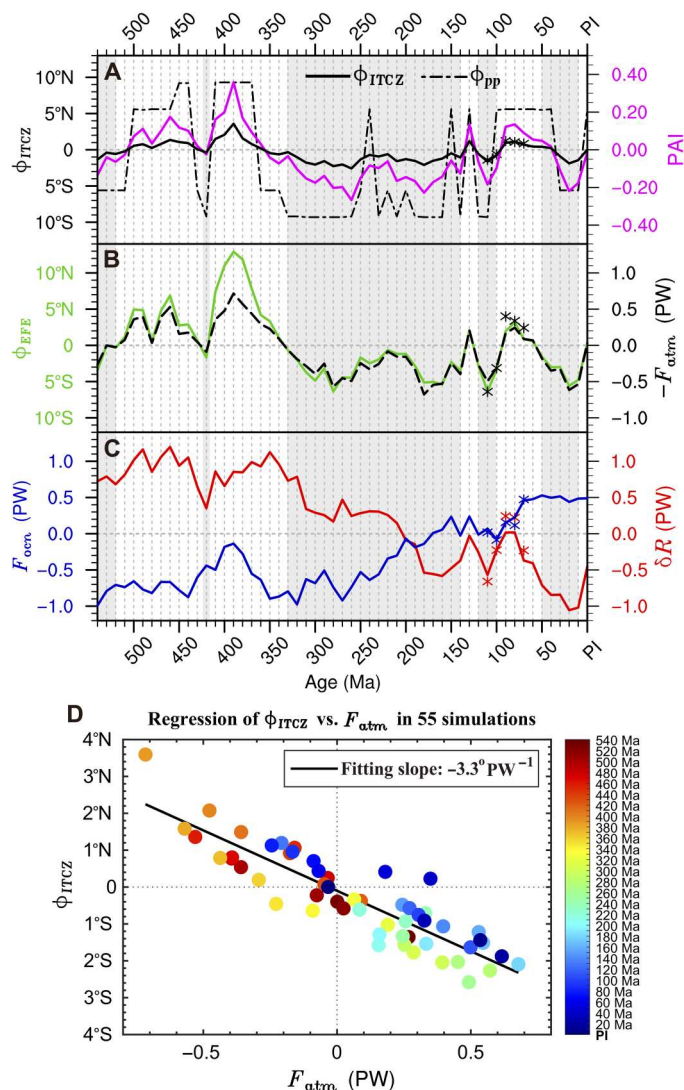 500 450 400 350 300 250 200 150 100 50 PI
A
ϕITCZ ϕpp
10°N 5°N 0 5°S 10°S
ϕITCZ
0.40 0.20 0.00 −0.20 −0.40
PAI
B
10°N 5°N 0 5°S 10°S
ϕEFE
1.0 0.5 0.0 −0.5 −1.0
−Fatm (PW)
C
1.0 0.5 0.0 −0.5 −1.0
Focn (PW)
1.0 0.5 0.0 −0.5 −1.0
δR (PW)
500 450 400 350 300 250 200 150 100 50 PI
Age (Ma)
D Regression of ϕITCZ vs. Fatm in 55 simulations
Fitting slope: −3.3° PW⁻¹
4°N
3°N
2°N
1°N
0
1°S
2°S
3°S
4°S
ϕITCZ
−0.5 0 0.5
Fatm (PW)
540 Ma
520 Ma
500 Ma
480 Ma
460 Ma
440 Ma
420 Ma
400 Ma
380 Ma
360 Ma
340 Ma
320 Ma
300 Ma
280 Ma
260 Ma
240 Ma
220 Ma
200 Ma
180 Ma
160 Ma
140 Ma
120 Ma
100 Ma
80 Ma
60 Ma
40 Ma
20 Ma
PI